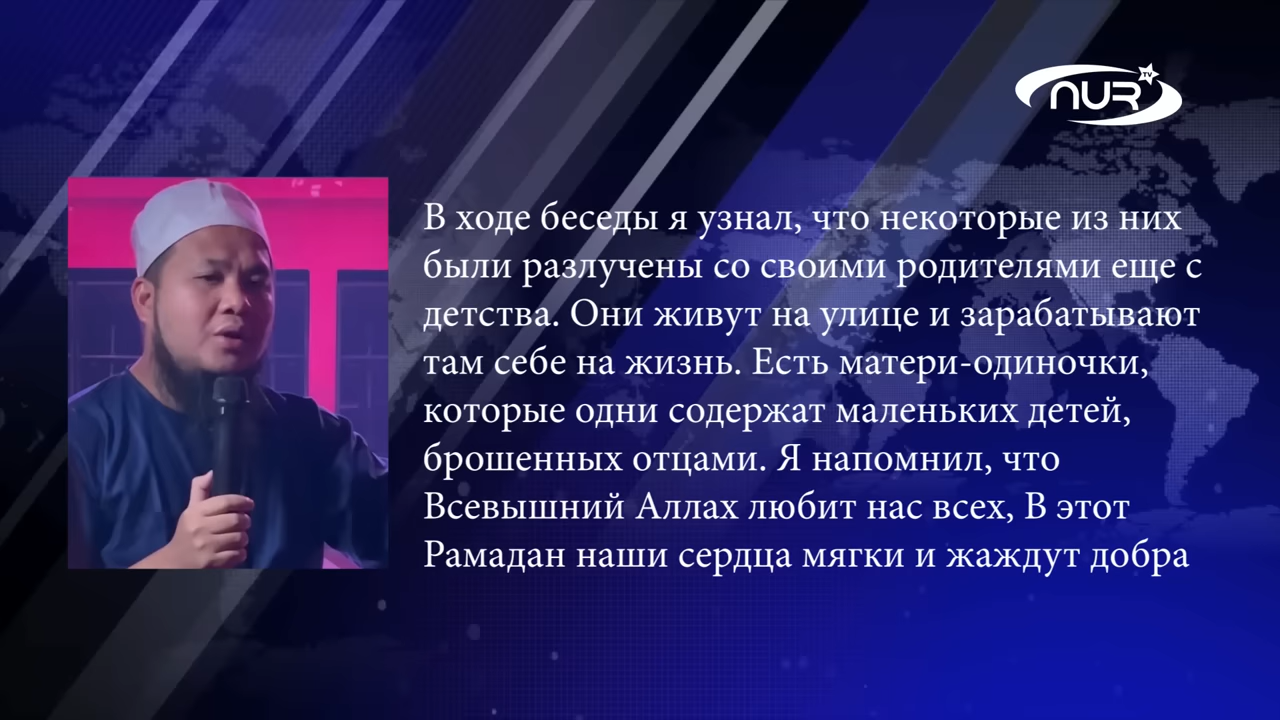 NUR TV
В ходе беседы я узнал, что некоторые из них
были разлучены со своими родителями еще с
детства. Они живут на улице и зарабатывают
там себе на жизнь. Есть матери-одиночки,
которые одни содержат маленьких детей,
брошенных отцами. Я напомнил, что
Всевышний Аллах любит нас всех, В этот
Рамадан наши сердца мягки и жаждут добра